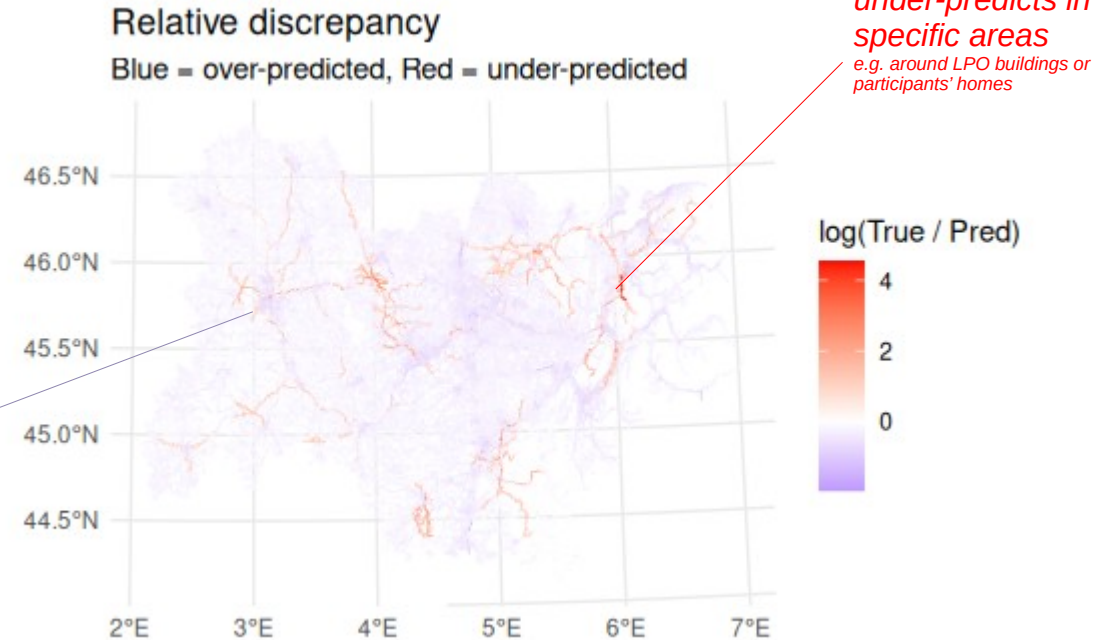 Relative discrepancy
Blue = over-predicted, Red = under-predicted
under-predicts in
specific areas
e.g. around LPO buildings or
participants' homes
46.5°N
46.0°N
45.5°N
45.0°N
44.5°N
2°E
3°E
4°E
5°E
6°E
7°E
log(True / Pred)
4
2
0